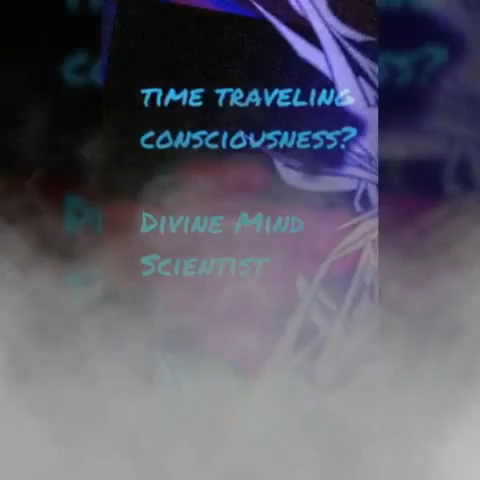 TIME TRAVELING
CONSCIOUSNESS?
DIVINE MIND
SCIENTIST